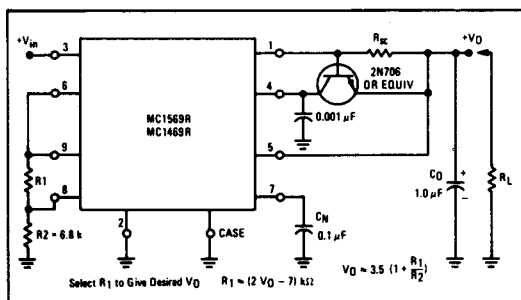 +Vin
3
6
9
8
R1
R2 = 6.8 k
MC1569R
MC1469R
2
CASE
1
4
5
7
RSC
2N706
OR EQUIV
0.001 µF
CN
0.1 µF
+VO
CO
1.0 µF
+
–
RL
Select R1 to Give Desired VO R1 = (2 VO – 7) kΩ
VO = 3.5 (1 + R1/R2)